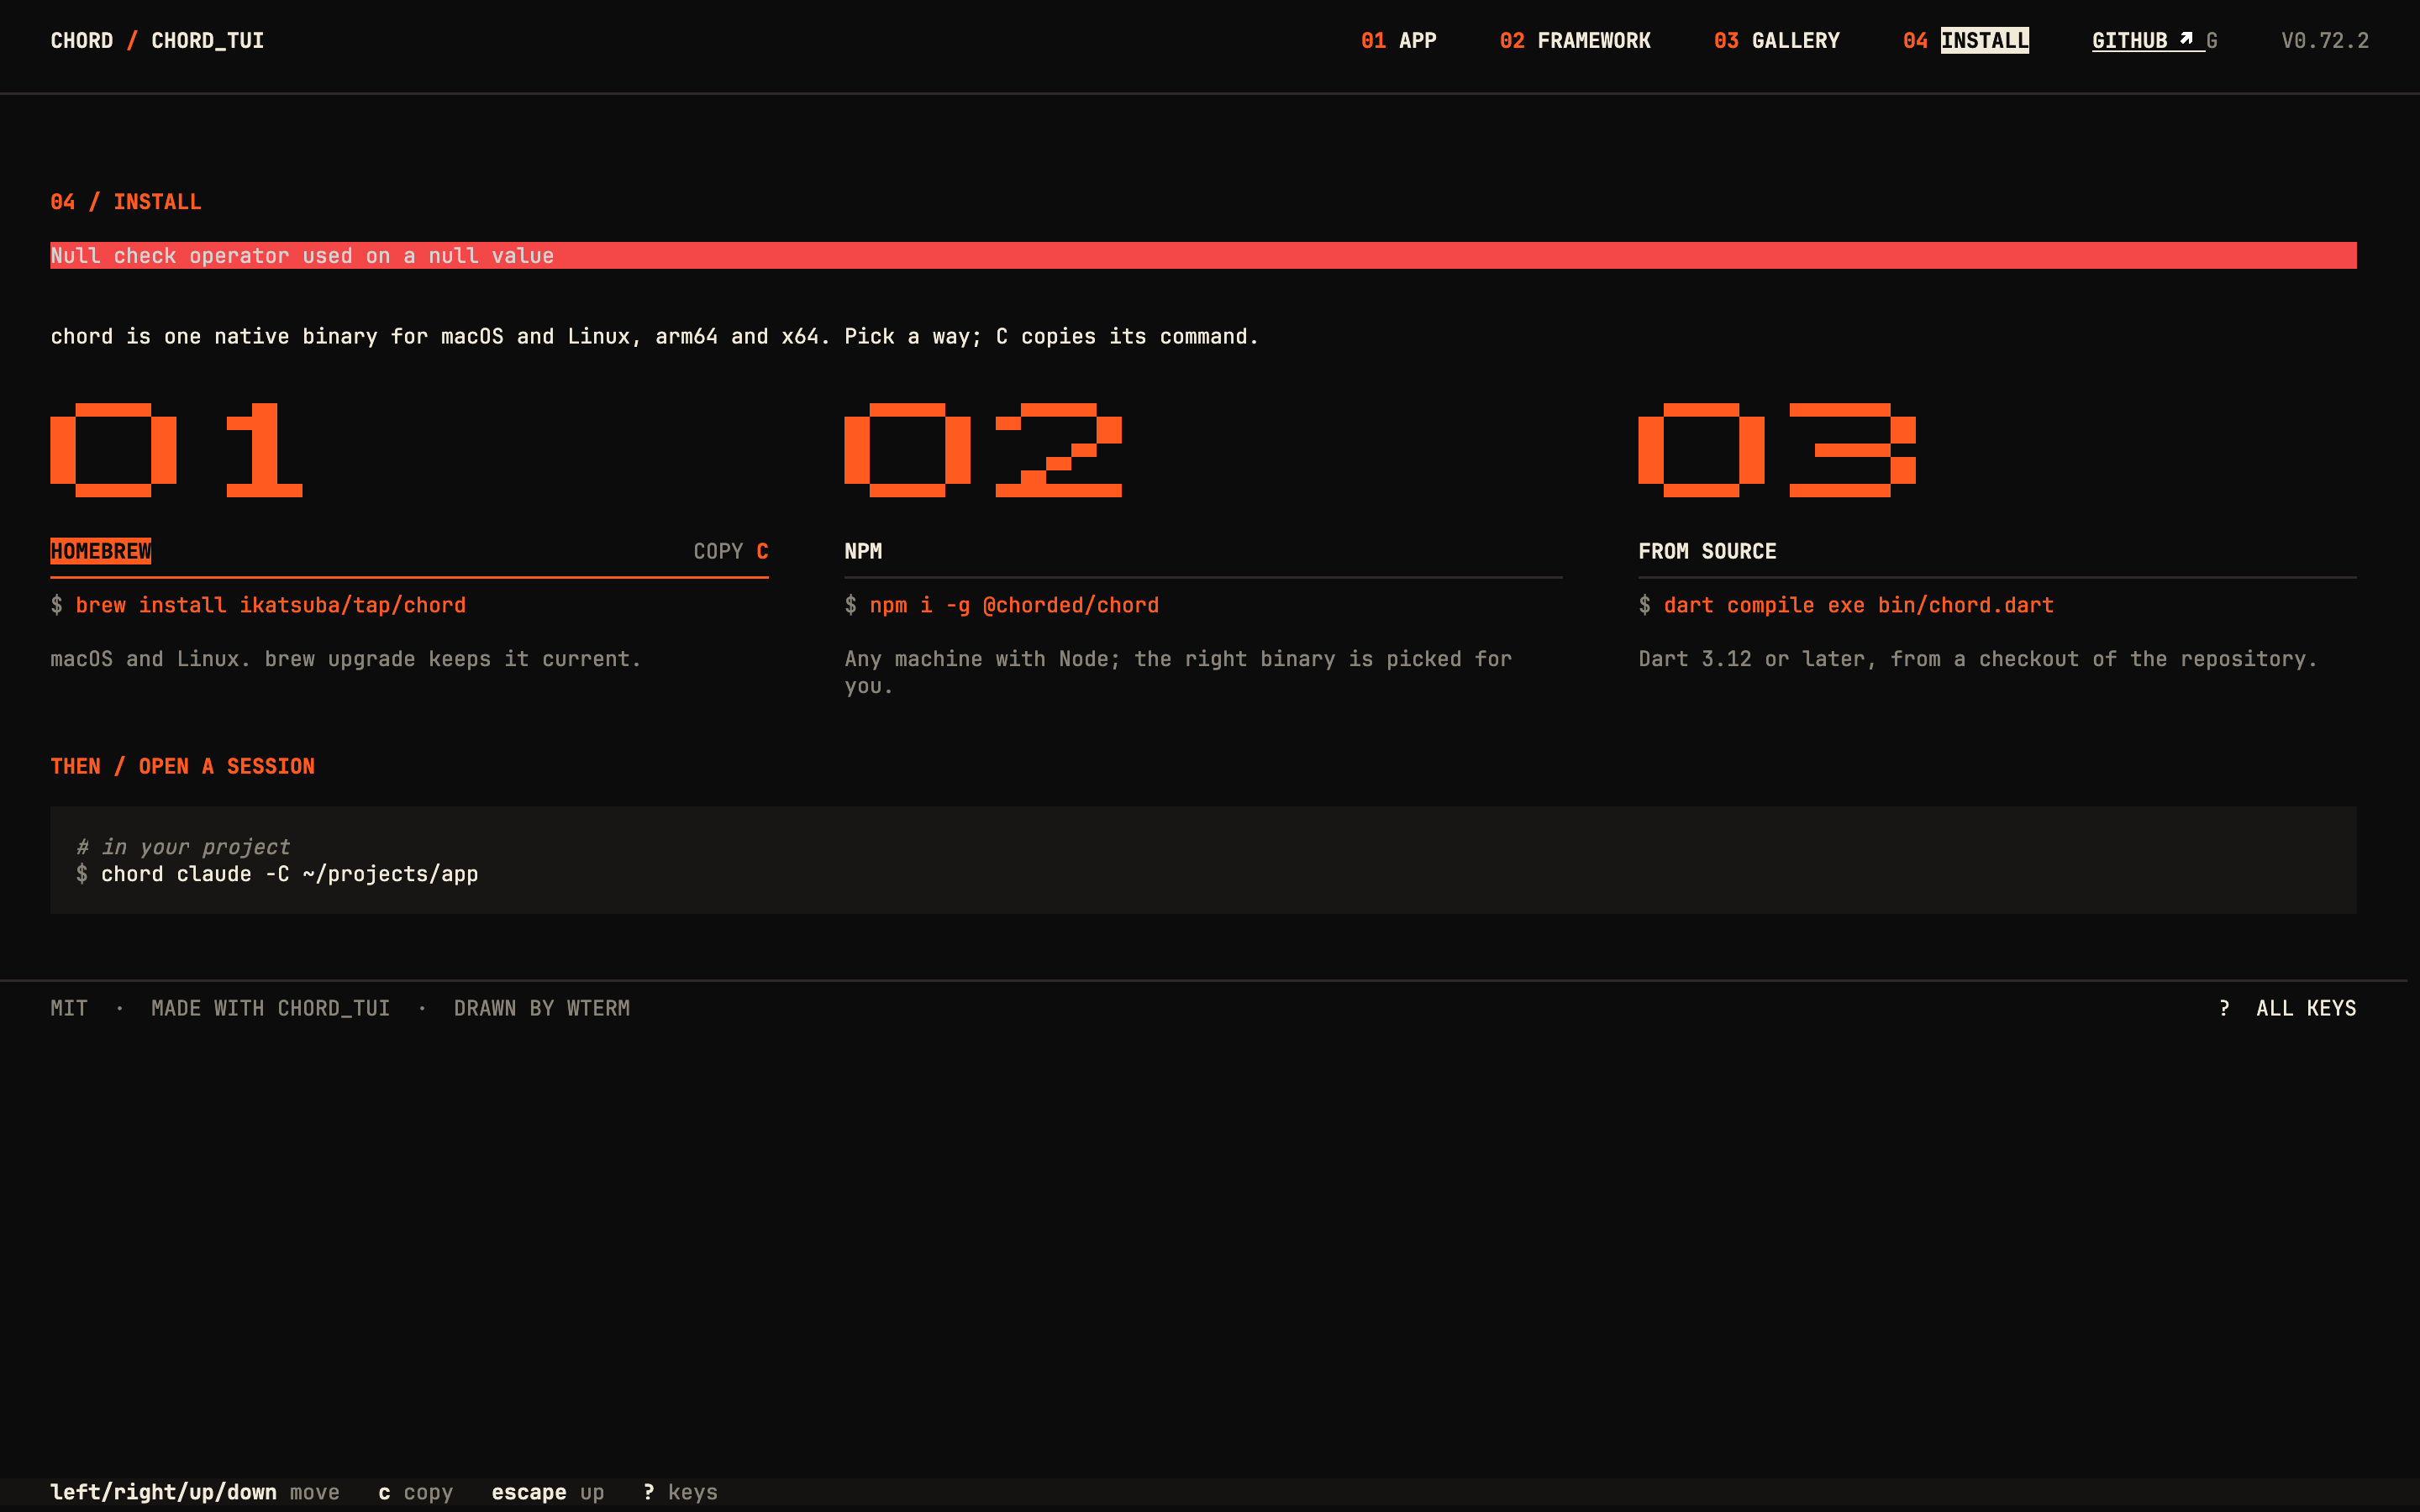 CHORD / CHORD_TUI 01 APP 02 FRAMEWORK 03 GALLERY 04 INSTALL GITHUB ↗ G V0.72.2
04 / INSTALL
Null check operator used on a null value
chord is one native binary for macOS and Linux, arm64 and x64. Pick a way; C copies its command.
01 02 03
HOMEBREW COPY C NPM FROM SOURCE
$ brew install ikatsuba/tap/chord $ npm i -g @chorded/chord $ dart compile exe bin/chord.dart
macOS and Linux. brew upgrade keeps it current. Any machine with Node; the right binary is picked for Dart 3.12 or later, from a checkout of the repository.
you.
THEN / OPEN A SESSION
# in your project
$ chord claude -C ~/projects/app
MIT · MADE WITH CHORD_TUI · DRAWN BY WTERM ? ALL KEYS
left/right/up/down move c copy escape up ? keys